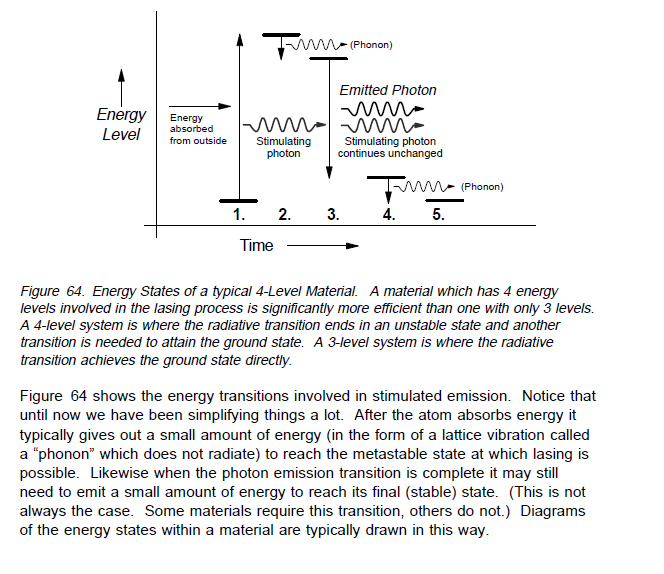 (Phonon)
Emitted Photon
Energy
Level
Energy
absorbed
from outside
Stimulating
photon
Stimulating photon
continues unchanged
(Phonon)
1. 2. 3. 4. 5.
Time
Figure 64. Energy States of a typical 4-Level Material. A material which has 4 energy
levels involved in the lasing process is significantly more efficient than one with only 3 levels.
A 4-level system is where the radiative transition ends in an unstable state and another
transition is needed to attain the ground state. A 3-level system is where the radiative
transition achieves the ground state directly.
Figure 64 shows the energy transitions involved in stimulated emission. Notice that
until now we have been simplifying things a lot. After the atom absorbs energy it
typically gives out a small amount of energy (in the form of a lattice vibration called
a “phonon” which does not radiate) to reach the metastable state at which lasing is
possible. Likewise when the photon emission transition is complete it may still
need to emit a small amount of energy to reach its final (stable) state. (This is not
always the case. Some materials require this transition, others do not.) Diagrams
of the energy states within a material are typically drawn in this way.